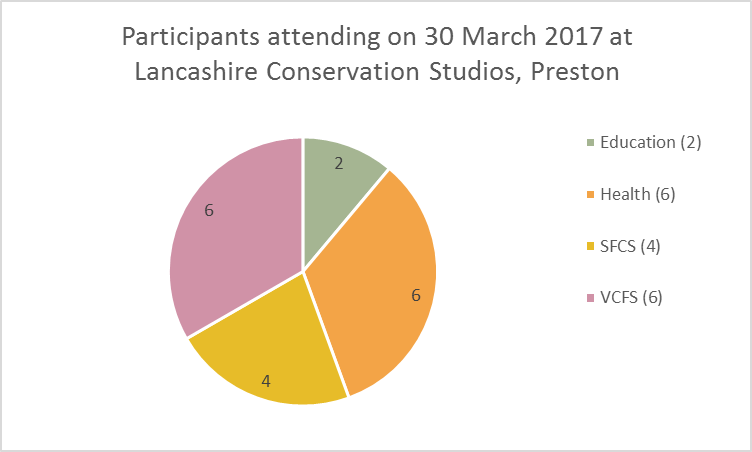 Participants attending on 30 March 2017 at
Lancashire Conservation Studios, Preston
2
6
4
6
Education (2)
Health (6)
SFCS (4)
VCFS (6)